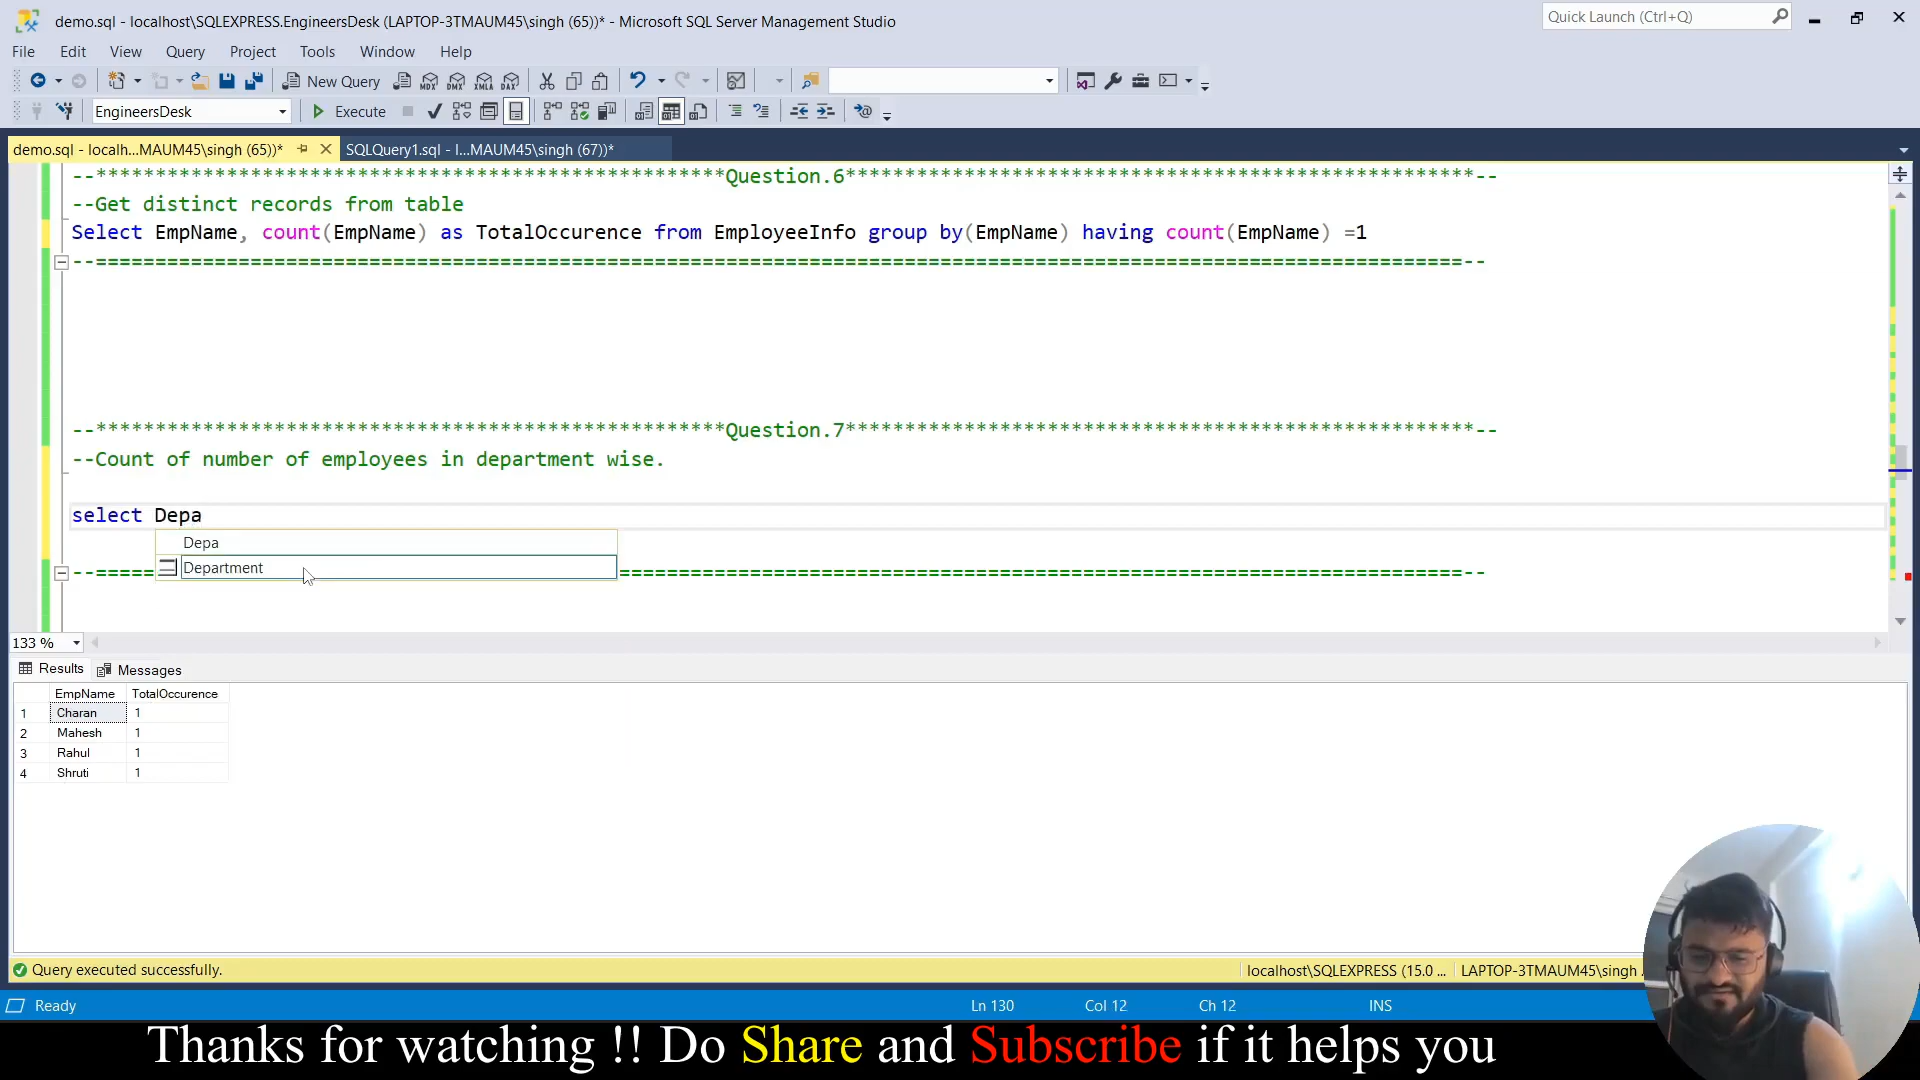 demo.sql - localhost\SQLEXPRESS.EngineersDesk (LAPTOP-3TMAUM45\singh (65))* - Microsoft SQL Server Management Studio
Quick Launch (Ctrl+Q)
File Edit View Query Project Tools Window Help
New Query
EngineersDesk Execute
demo.sql - localh...MAUM45\singh (65))* SQLQuery1.sql - l...MAUM45\singh (67))*
--*****************************************************Question.6*****************************************************--
--Get distinct records from table
Select EmpName, count(EmpName) as TotalOccurence from EmployeeInfo group by(EmpName) having count(EmpName) =1
--===================================================================================================================--
--*****************************************************Question.7*****************************************************--
--Count of number of employees in department wise.
select Depa
Depa
Department
--===================================================================================================================--
133 %
Results Messages
EmpName TotalOccurence
1 Charan 1
2 Mahesh 1
3 Rahul 1
4 Shruti 1
Query executed successfully. localhost\SQLEXPRESS (15.0 ... LAPTOP-3TMAUM45\singh
Ready Ln 130 Col 12 Ch 12 INS
Thanks for watching !! Do Share and Subscribe if it helps you